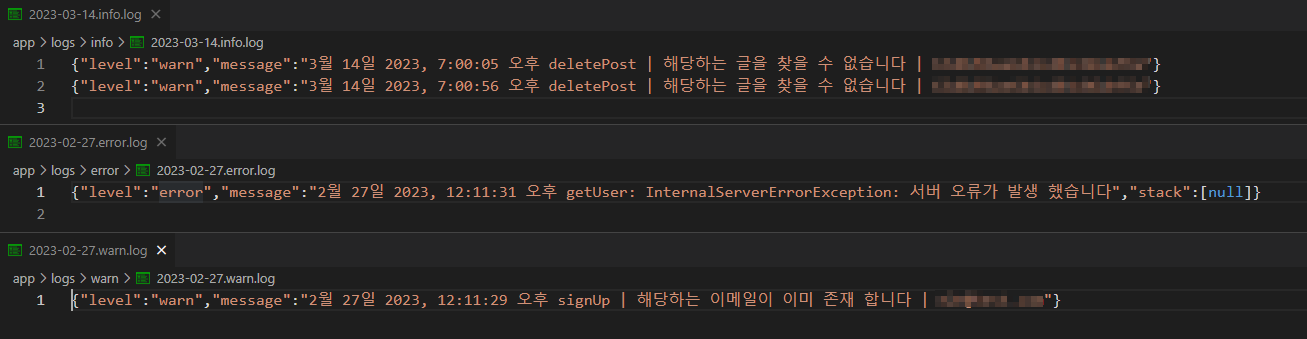 2023-03-14.info.log
app > logs > info > 2023-03-14.info.log
1 {"level":"warn","message":"3월 14일 2023, 7:00:05 오후 deletePost | 해당하는 글을 찾을 수 없습니다 | "}
2 {"level":"warn","message":"3월 14일 2023, 7:00:56 오후 deletePost | 해당하는 글을 찾을 수 없습니다 | "}
3
2023-02-27.error.log
app > logs > error > 2023-02-27.error.log
1 {"level":"error","message":"2월 27일 2023, 12:11:31 오후 getUser: InternalServerErrorException: 서버 오류가 발생 했습니다","stack":[null]}
2
2023-02-27.warn.log
app > logs > warn > 2023-02-27.warn.log
1 {"level":"warn","message":"2월 27일 2023, 12:11:29 오후 signUp | 해당하는 이메일이 이미 존재 합니다 | "}